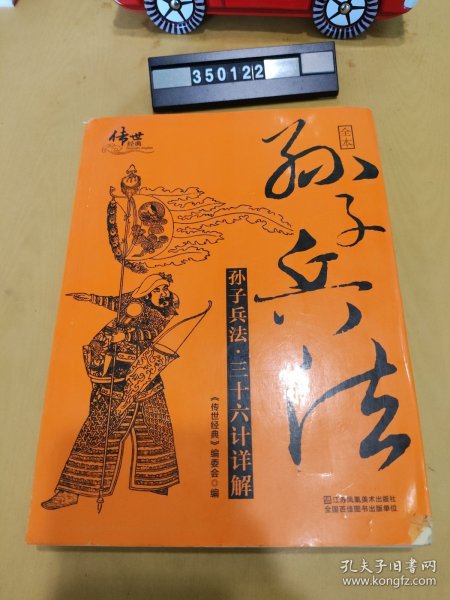 350122
传世
经典
全本
孙子兵法
孙子兵法·三十六计详解
《传世经典》编委会 编
江苏凤凰美术出版社
全国百佳图书出版单位
孔夫子旧书网
www.kongfz.com